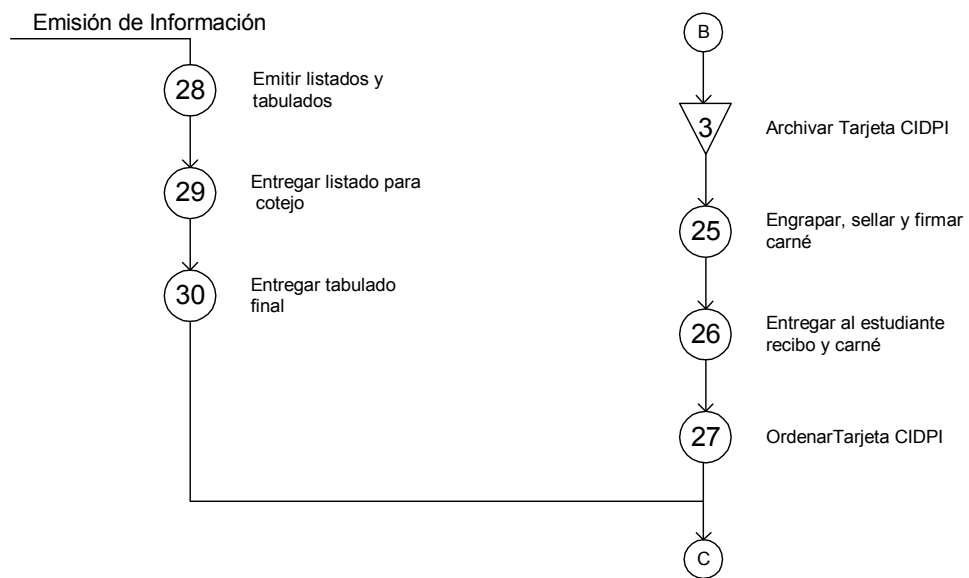 Emisión de Información
28
Emitir listados y
tabulados
29
Entregar listado para
cotejo
30
Entregar tabulado
final
B
3
Archivar Tarjeta CIDPI
25
Engrapar, sellar y firmar
carné
26
Entregar al estudiante
recibo y carné
27
OrdenarTarjeta CIDPI
C